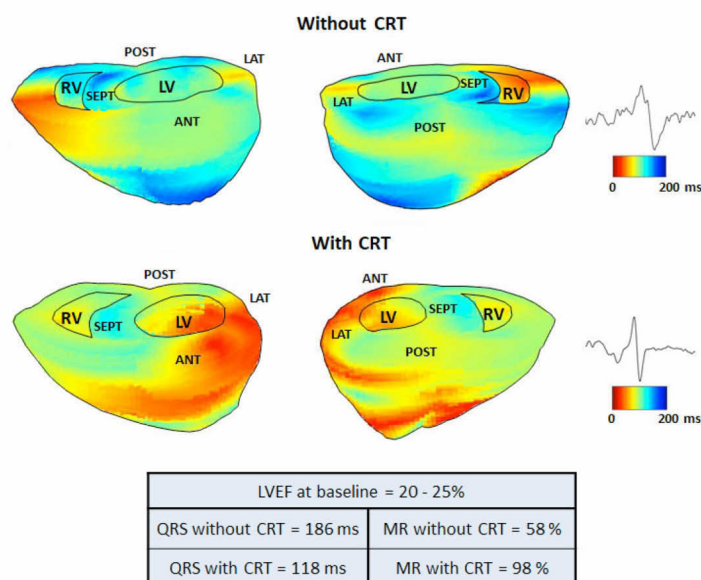 Without CRT
POST
ANT
LAT
RV
SEPT
LV
ANT
LAT
LV
SEPT
RV
POST
0
200 ms
With CRT
POST
LAT
RV
SEPT
LV
ANT
ANT
LAT
LV
SEPT
RV
POST
0
200 ms
LVEF at baseline = 20 - 25%
QRS without CRT = 186 ms
MR without CRT = 58 %
QRS with CRT = 118 ms
MR with CRT = 98 %